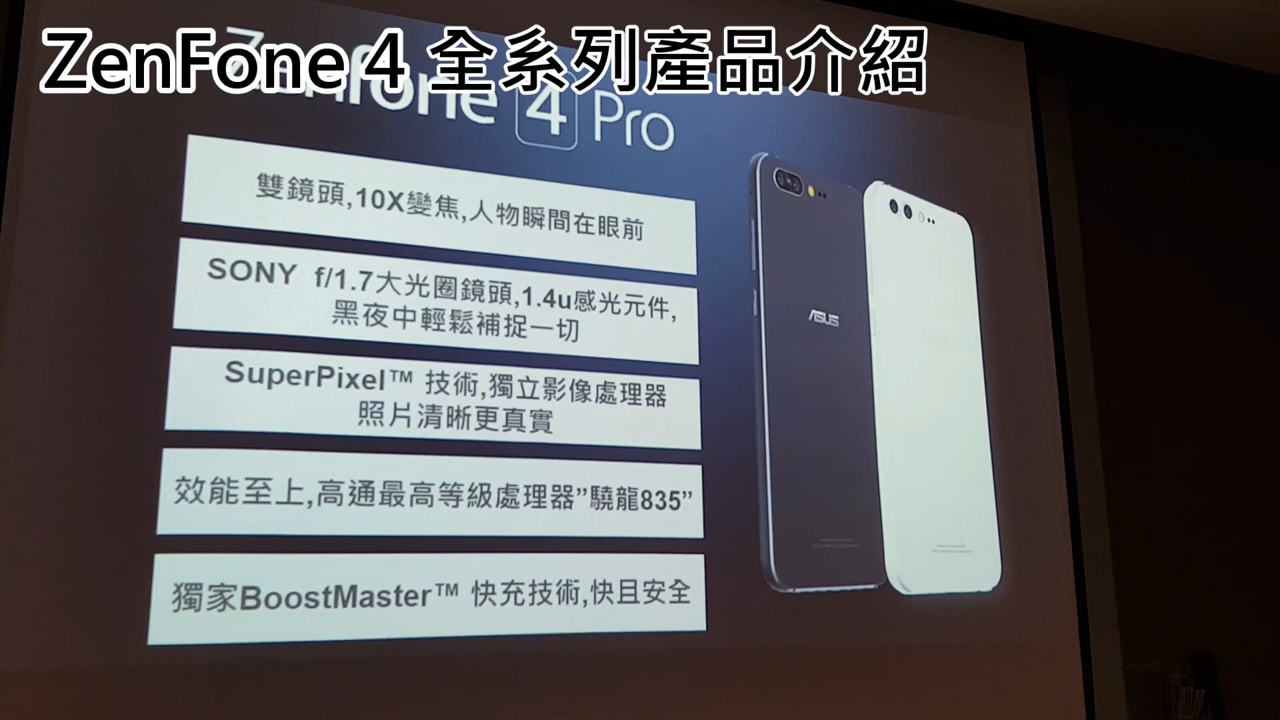 ZenFone 4 全系列產品介紹
Zenfone 4 Pro
雙鏡頭,10X變焦,人物瞬間在眼前
SONY f/1.7大光圈鏡頭,1.4u感光元件,
黑夜中輕鬆補捉一切
SuperPixel™ 技術,獨立影像處理器
照片清晰更真實
效能至上,高通最高等級處理器”驍龍835”
獨家BoostMaster™ 快充技術,快且安全
ASUS